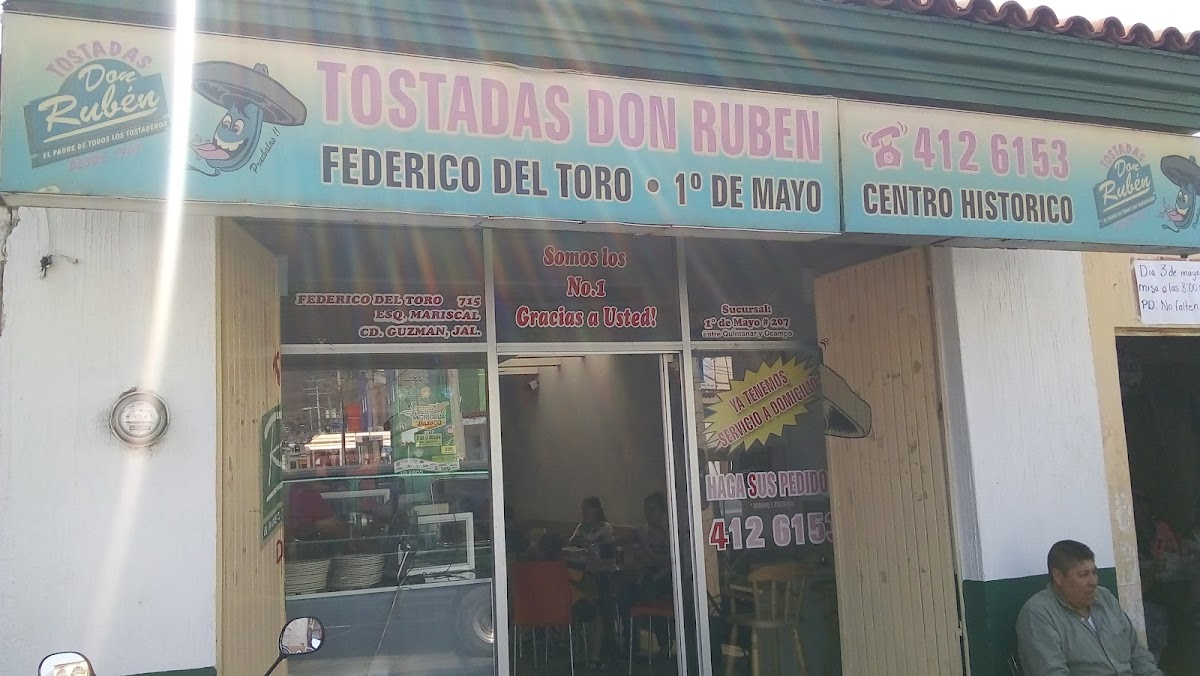 TOSTADAS
Don
Rubén
EL PADRE DE TODOS LOS TOSTADEROS
DESDE
Pruébalas!!
TOSTADAS DON RUBEN
FEDERICO DEL TORO • 1º DE MAYO
412 6153
CENTRO HISTORICO
TOSTADAS
Don
Rubén
Somos los
No.1
Gracias a Usted!
FEDERICO DEL TORO 715
ESQ. MARISCAL
CD. GUZMAN, JAL.
Sucursal:
1º de Mayo # 207
entre Quintanar y Ocampo
YA TENEMOS
SERVICIO A DOMICILIO
HAGA SUS PEDIDO
412 6153
Dia 3 de mayo
misa a las 8:00
PD: No falten
JALISCO